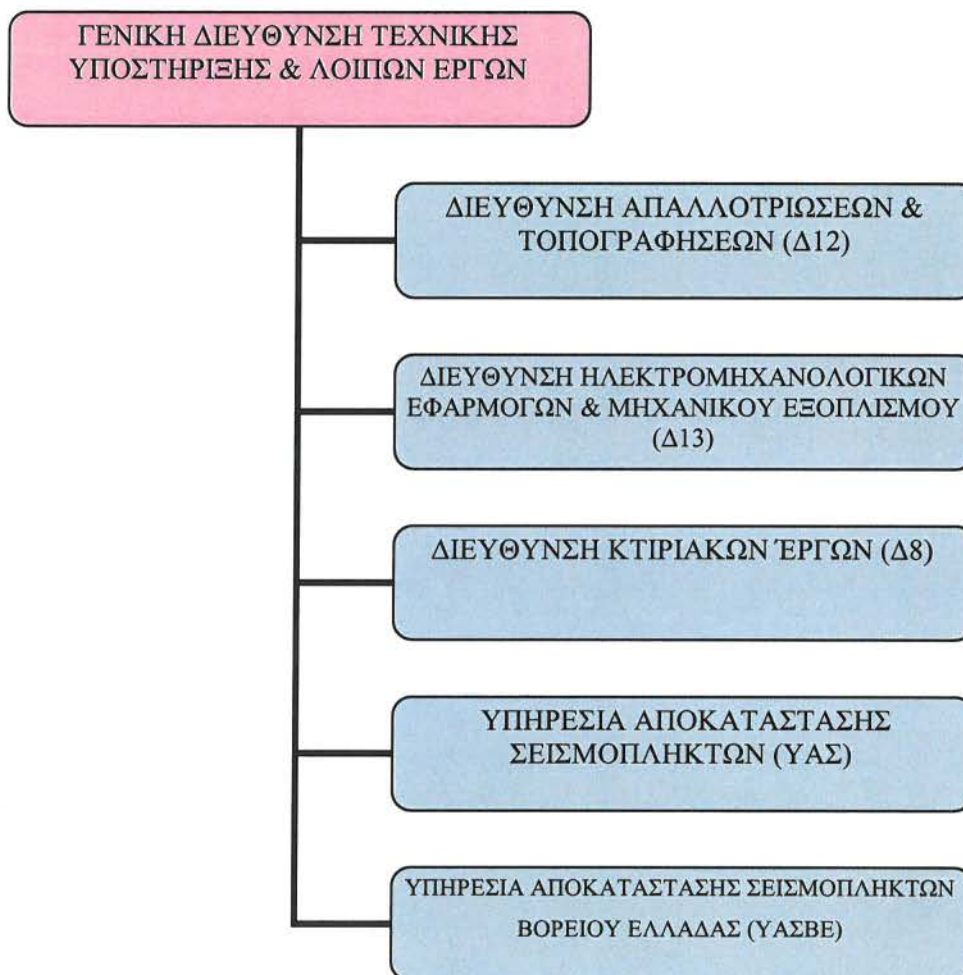 ΓΕΝΙΚΗ ΔΙΕΥΘΥΝΣΗ ΤΕΧΝΙΚΗΣ
ΥΠΟΣΤΗΡΙΞΗΣ & ΛΟΙΠΩΝ ΕΡΓΩΝ
ΔΙΕΥΘΥΝΣΗ ΑΠΑΛΛΟΤΡΙΩΣΕΩΝ &
ΤΟΠΟΓΡΑΦΗΣΕΩΝ (Δ12)
ΔΙΕΥΘΥΝΣΗ ΗΛΕΚΤΡΟΜΗΧΑΝΟΛΟΓΙΚΩΝ
ΕΦΑΡΜΟΓΩΝ & ΜΗΧΑΝΙΚΟΥ ΕΞΟΠΛΙΣΜΟΥ
(Δ13)
ΔΙΕΥΘΥΝΣΗ ΚΤΙΡΙΑΚΩΝ ΈΡΓΩΝ (Δ8)
ΥΠΗΡΕΣΙΑ ΑΠΟΚΑΤΑΣΤΑΣΗΣ
ΣΕΙΣΜΟΠΛΗΚΤΩΝ (ΥΑΣ)
ΥΠΗΡΕΣΙΑ ΑΠΟΚΑΤΑΣΤΑΣΗΣ ΣΕΙΣΜΟΠΛΗΚΤΩΝ
ΒΟΡΕΙΟΥ ΕΛΛΑΔΑΣ (ΥΑΣΒΕ)